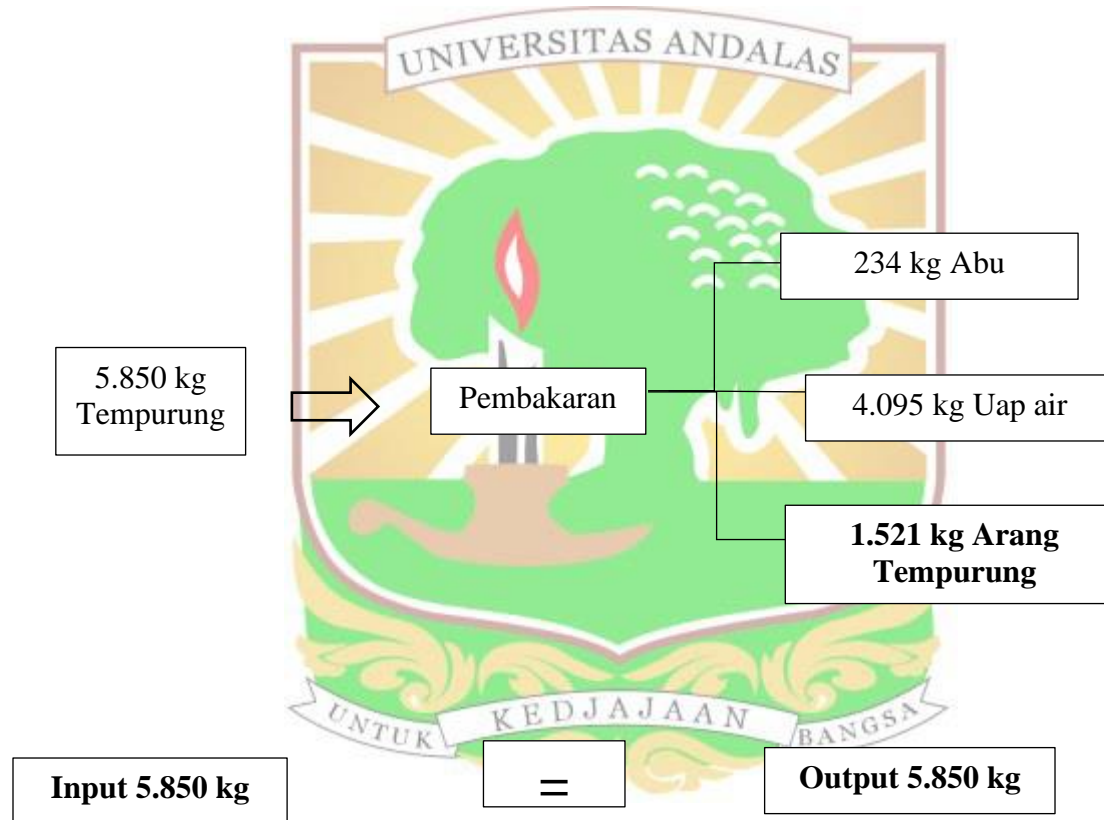 UNIVERSITAS ANDALAS
234 kg Abu
5.850 kg
Tempurung
Pembakaran
4.095 kg Uap air
1.521 kg Arang
Tempurung
UNTUK KEDJAJAAN BANGSA
Input 5.850 kg
=
Output 5.850 kg